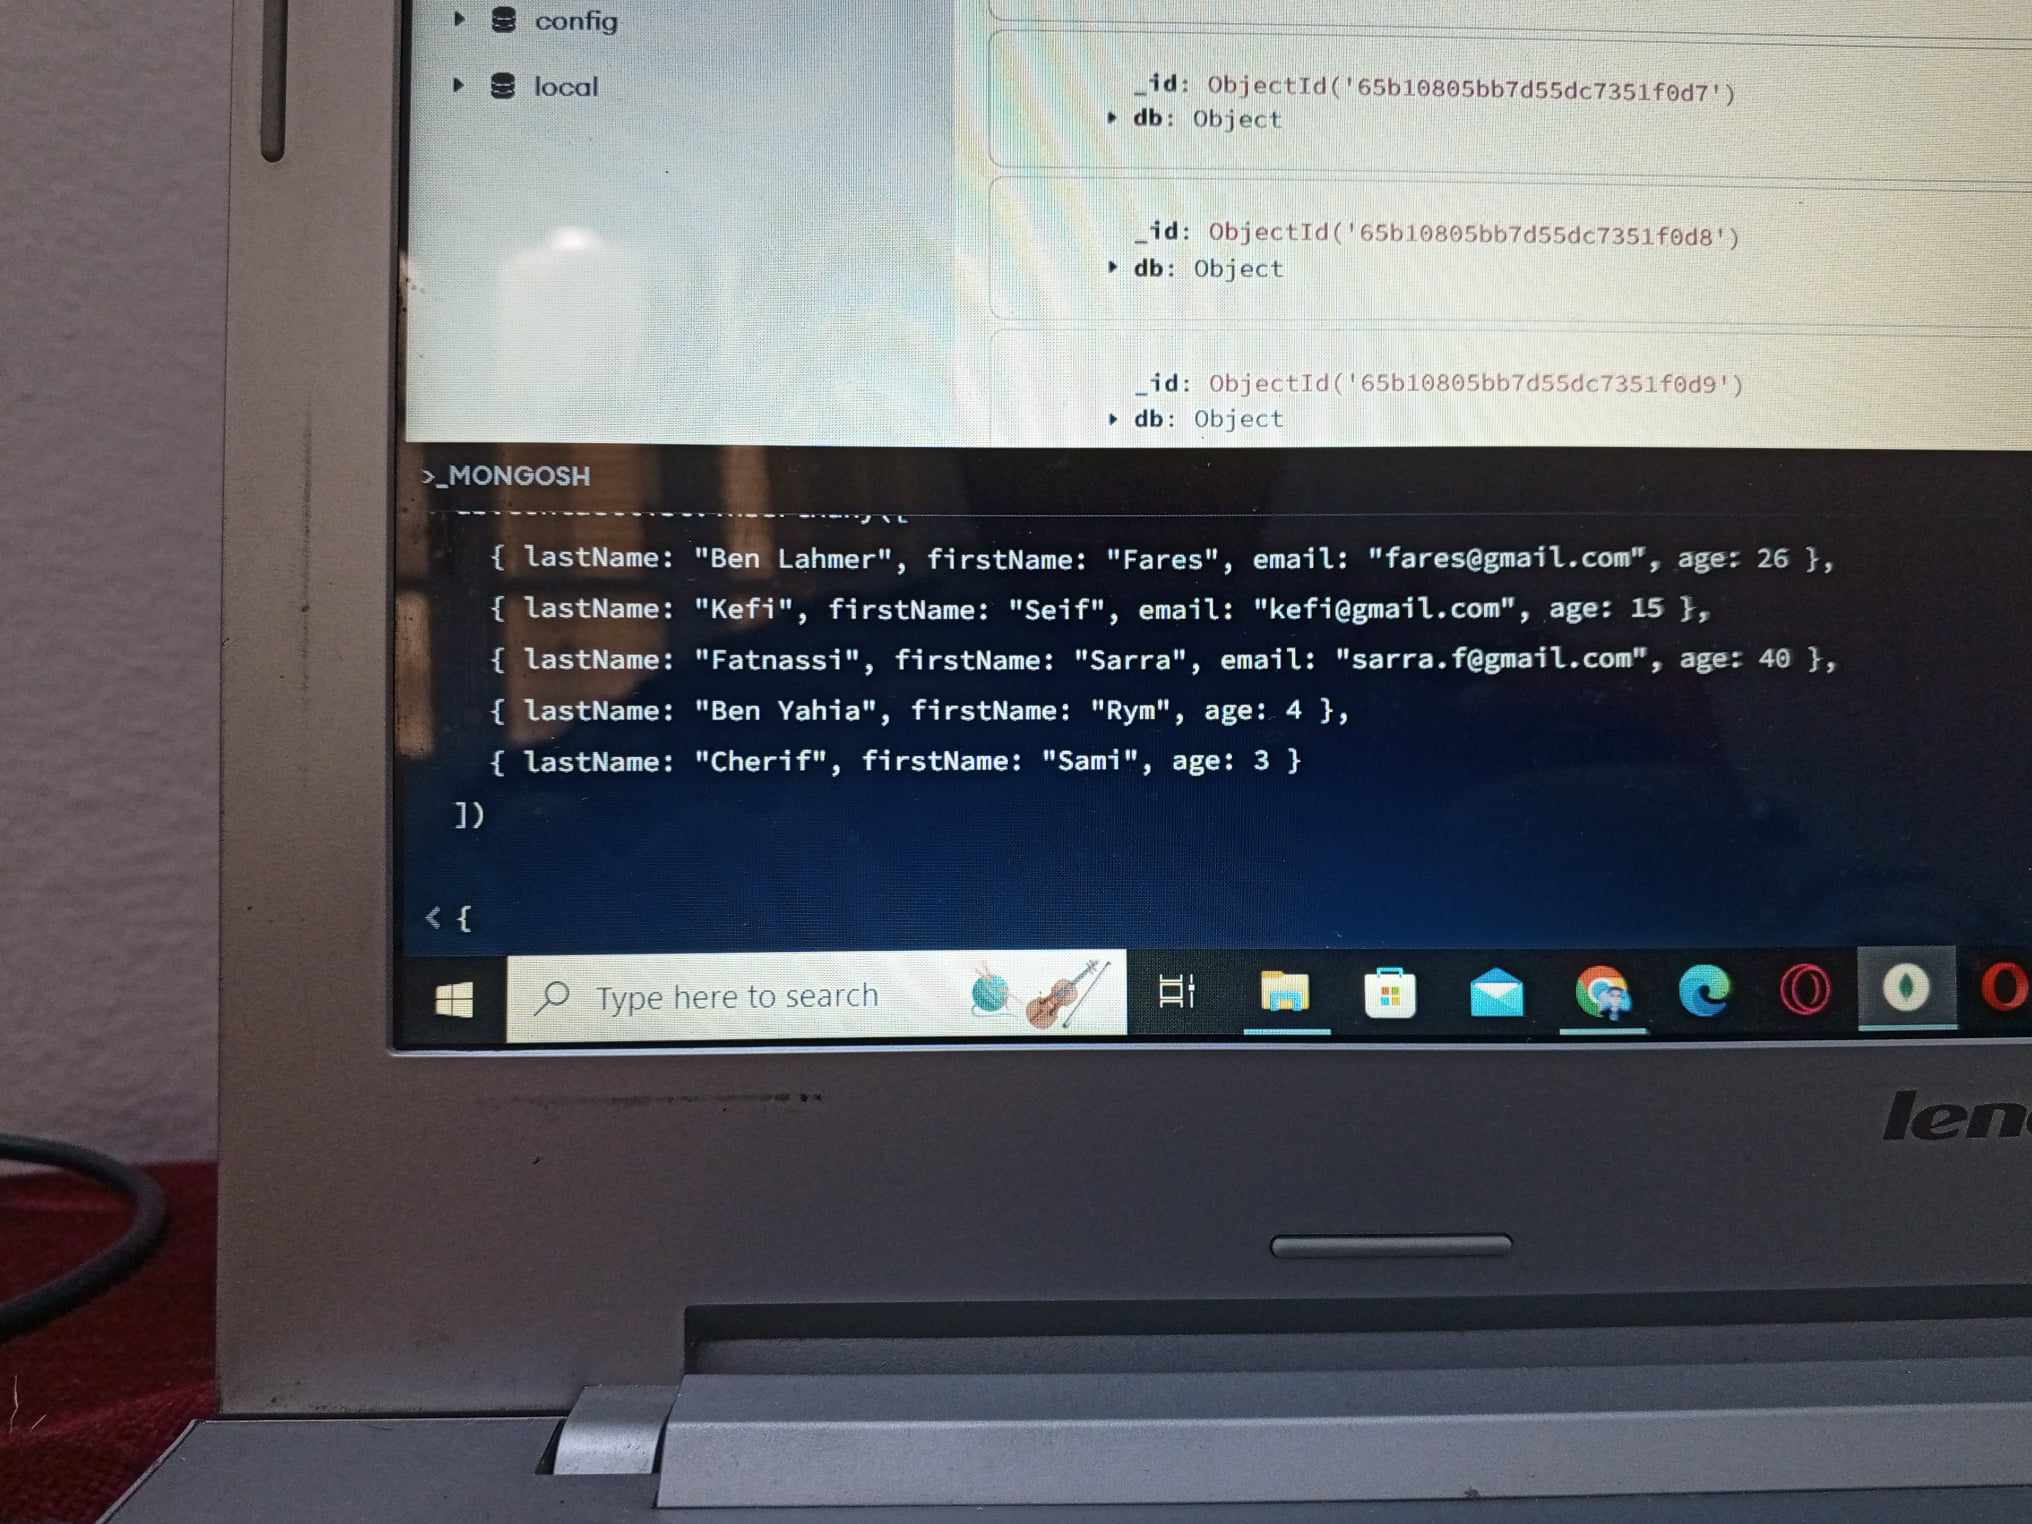 config
local
_id: ObjectId('65b10805bb7d55dc7351f0d7')
db: Object
_id: ObjectId('65b10805bb7d55dc7351f0d8')
db: Object
_id: ObjectId('65b10805bb7d55dc7351f0d9')
db: Object
>_MONGOSH
{ lastName: "Ben Lahmer", firstName: "Fares", email: "fares@gmail.com", age: 26 },
{ lastName: "Kefi", firstName: "Seif", email: "kefi@gmail.com", age: 15 },
{ lastName: "Fatnassi", firstName: "Sarra", email: "sarra.f@gmail.com", age: 40 },
{ lastName: "Ben Yahia", firstName: "Rym", age: 4 },
{ lastName: "Cherif", firstName: "Sami", age: 3 }
])
< {
Type here to search
len